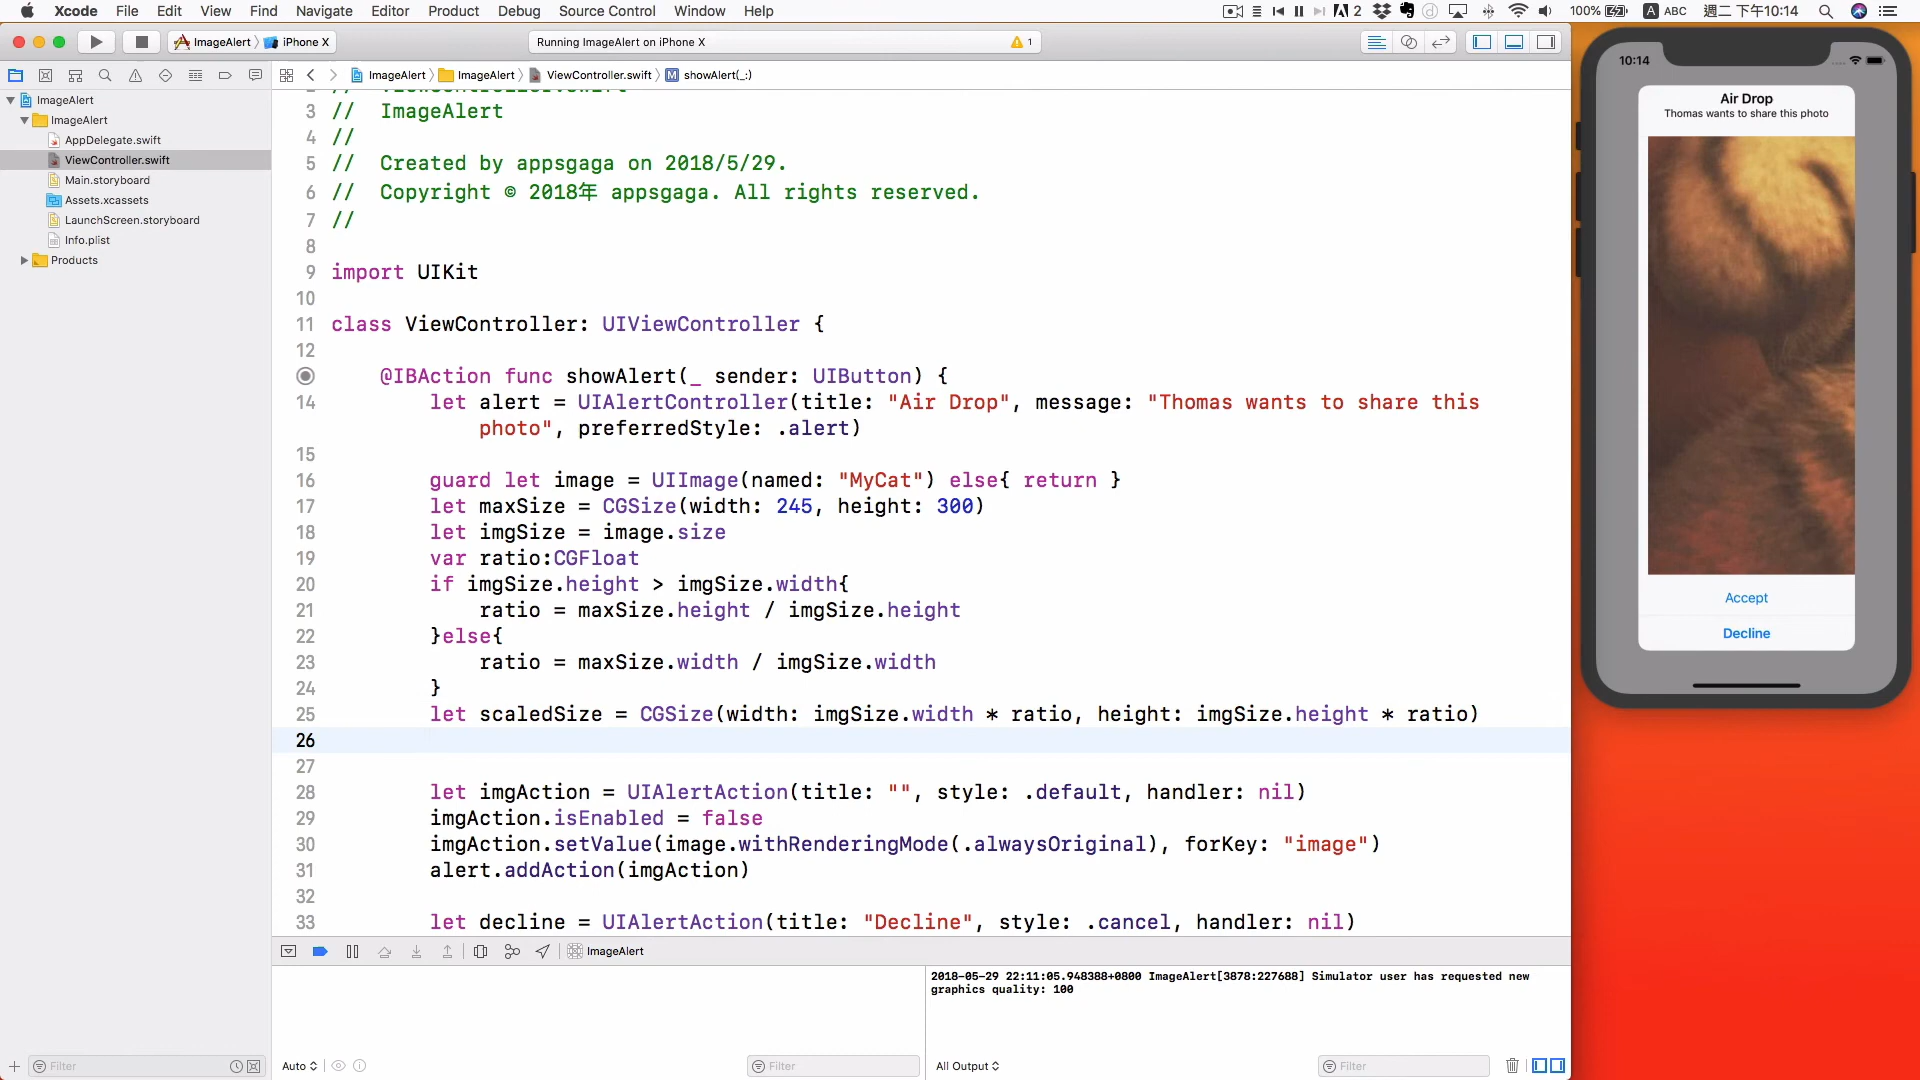 Xcode File Edit View Find Navigate Editor Product Debug Source Control Window Help
2 100% ABC 週二 下午10:14
ImageAlert iPhone X
Running ImageAlert on iPhone X 1
ImageAlert ImageAlert ViewController.swift showAlert(_:)
ImageAlert
ImageAlert
AppDelegate.swift
ViewController.swift
Main.storyboard
Assets.xcassets
LaunchScreen.storyboard
Info.plist
Products
Filter
3 // ImageAlert
4 //
5 // Created by appsgaga on 2018/5/29.
6 // Copyright © 2018年 appsgaga. All rights reserved.
7 //
8
9 import UIKit
10
11 class ViewController: UIViewController {
12
@IBAction func showAlert(_ sender: UIButton) {
14 let alert = UIAlertController(title: "Air Drop", message: "Thomas wants to share this
photo", preferredStyle: .alert)
15
16 guard let image = UIImage(named: "MyCat") else{ return }
17 let maxSize = CGSize(width: 245, height: 300)
18 let imgSize = image.size
19 var ratio:CGFloat
20 if imgSize.height > imgSize.width{
21 ratio = maxSize.height / imgSize.height
22 }else{
23 ratio = maxSize.width / imgSize.width
24 }
25 let scaledSize = CGSize(width: imgSize.width * ratio, height: imgSize.height * ratio)
26
27
28 let imgAction = UIAlertAction(title: "", style: .default, handler: nil)
29 imgAction.isEnabled = false
30 imgAction.setValue(image.withRenderingMode(.alwaysOriginal), forKey: "image")
31 alert.addAction(imgAction)
32
33 let decline = UIAlertAction(title: "Decline", style: .cancel, handler: nil)
ImageAlert
2018-05-29 22:11:05.948388+0800 ImageAlert[3878:227688] Simulator user has requested new
graphics quality: 100
Auto Filter
All Output Filter
10:14
Air Drop
Thomas wants to share this photo
Accept
Decline